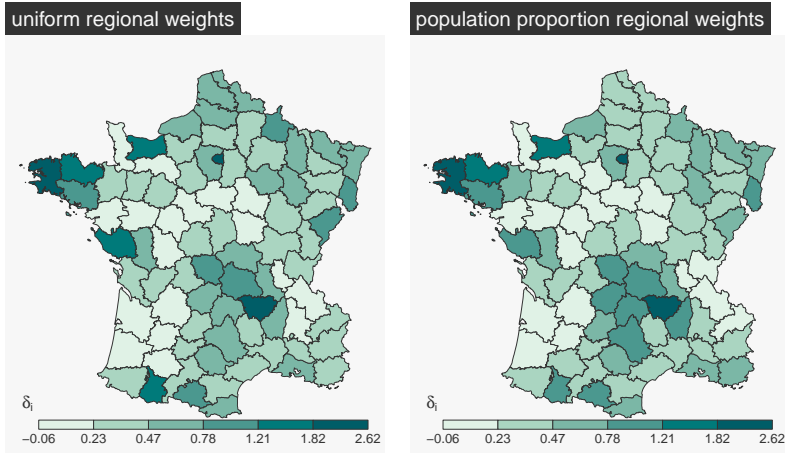 uniform regional weights
population proportion regional weights
δi
−0.06 0.23 0.47 0.78 1.21 1.82 2.62
δi
−0.06 0.23 0.47 0.78 1.21 1.82 2.62